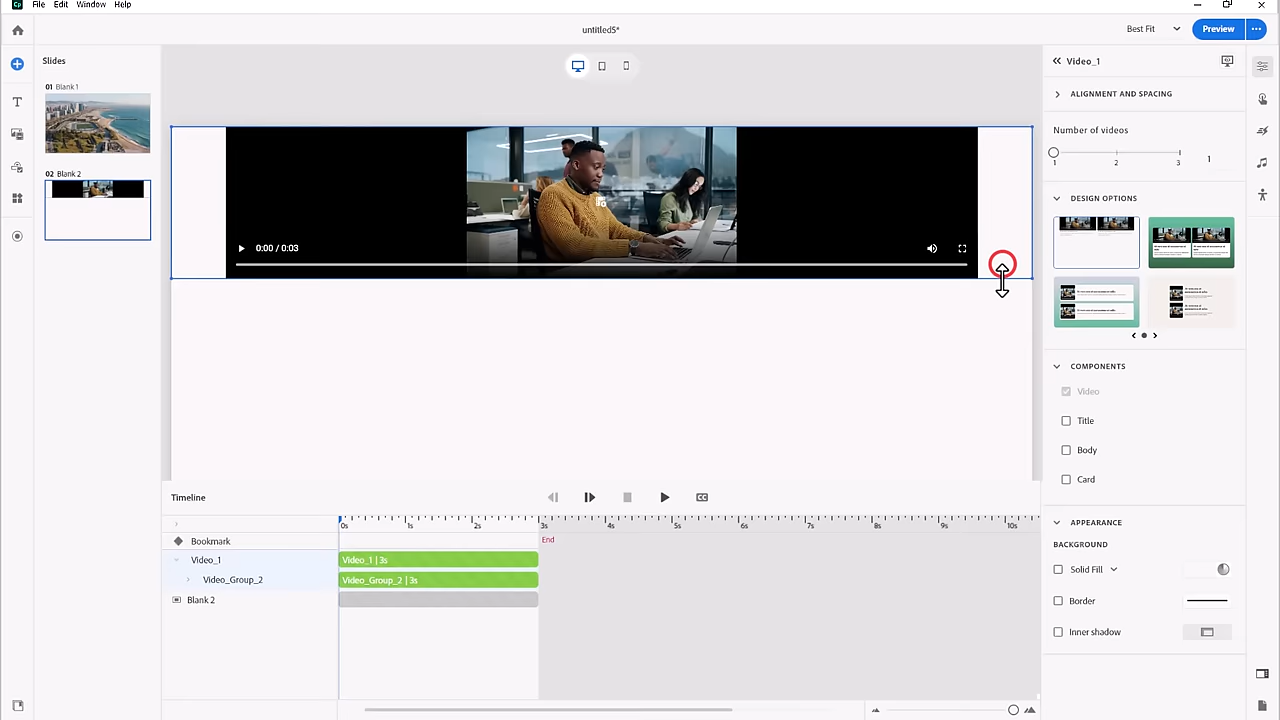 Cp File Edit Window Help
untitled5*
Best Fit
Preview
Slides
01 Blank 1
02 Blank 2
0:00 / 0:03
Video_1
ALIGNMENT AND SPACING
Number of videos
1 2 3 1
DESIGN OPTIONS
COMPONENTS
Video
Title
Body
Card
APPEARANCE
BACKGROUND
Solid Fill
Border
Inner shadow
Timeline
CC
0s 1s 2s 3s 4s 5s 6s 7s 8s 9s 10s
Bookmark
End
Video_1
Video_1 | 3s
Video_Group_2
Video_Group_2 | 3s
Blank 2